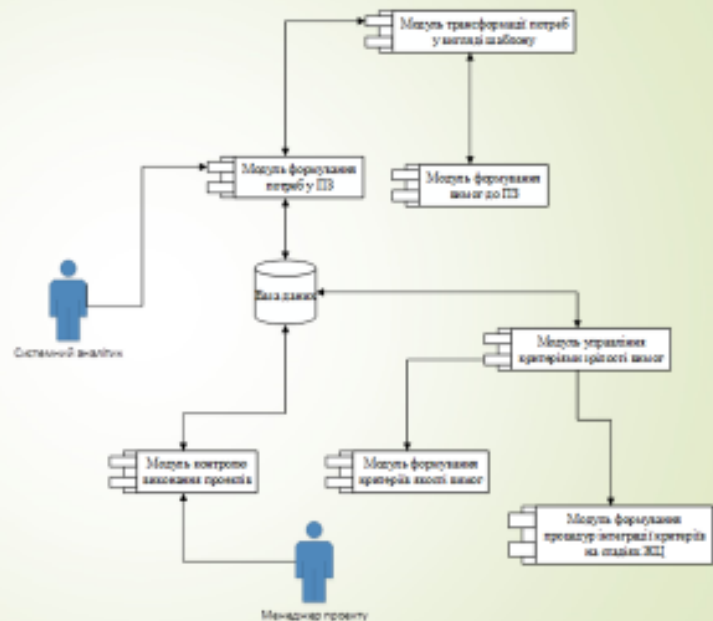 Модуль трансформації потреб
у вигляді шаблону
Модуль формування
потреб у ПЗ
Модуль формування
вимог до ПЗ
База даних
Системний аналітик
Модуль управління
критеріями цілості вимог
Модуль контролю
виконання проектів
Модуль формування
критеріїв якості вимог
Модуль формування
процедур інтеграції критеріїв
на стадіях ЖЦ
Менеджер проекту